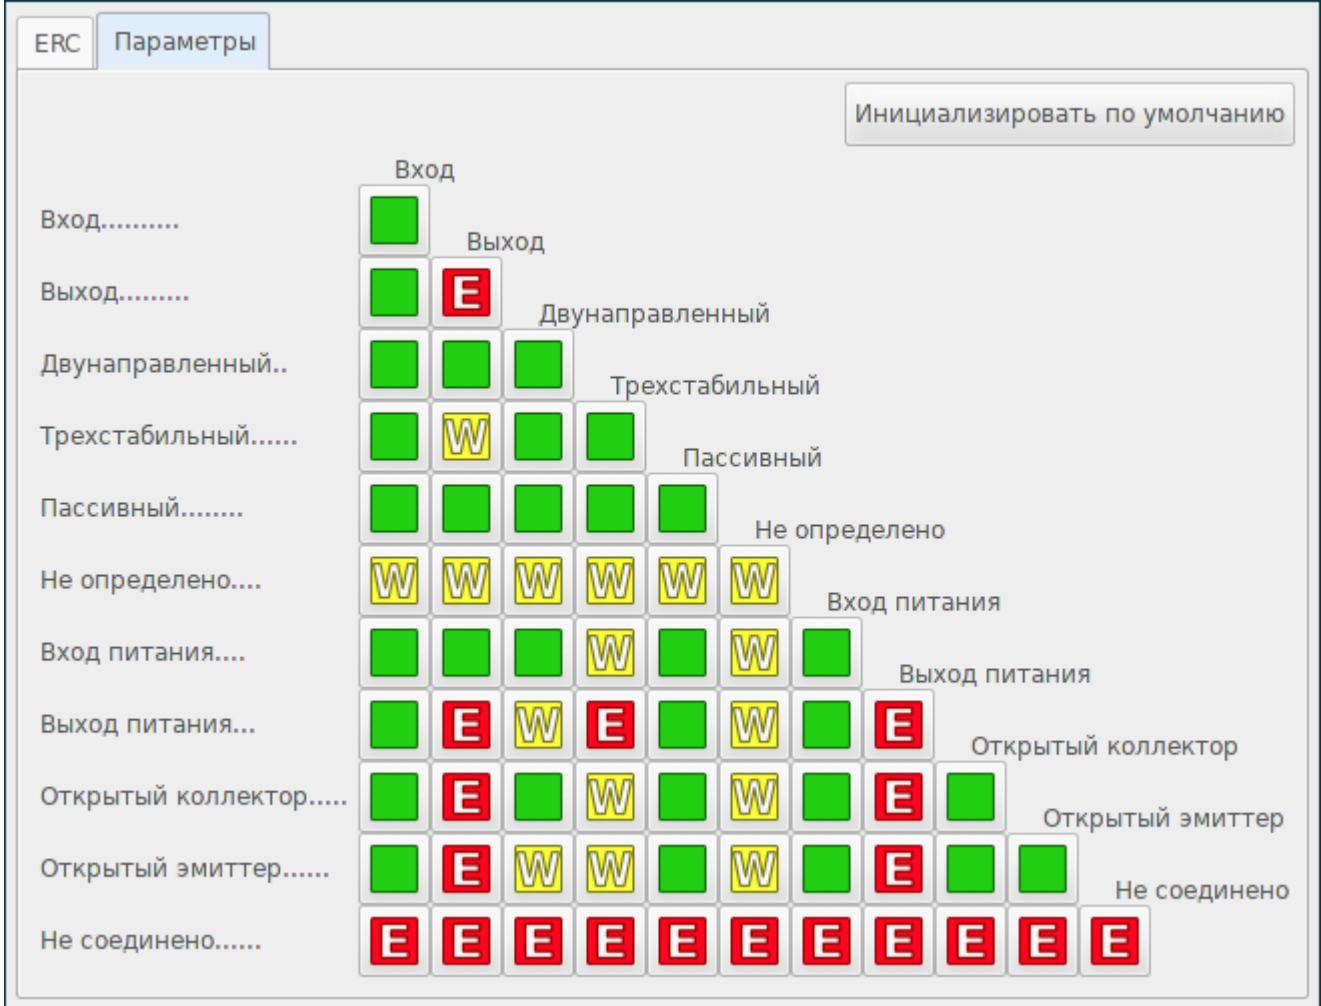 ERC Параметры
Инициализировать по умолчанию
Вход
Вход..........
Выход
Выход......... E
Двунаправленный
Двунаправленный..
Трехстабильный
Трехстабильный...... W
Пассивный
Пассивный........
Не определено
Не определено.... W W W W W W
Вход питания
Вход питания.... W W
Выход питания
Выход питания... E W E W E
Открытый коллектор
Открытый коллектор..... E W W E
Открытый эмиттер
Открытый эмиттер...... E W W W E
Не соединено
Не соединено...... E E E E E E E E E E E